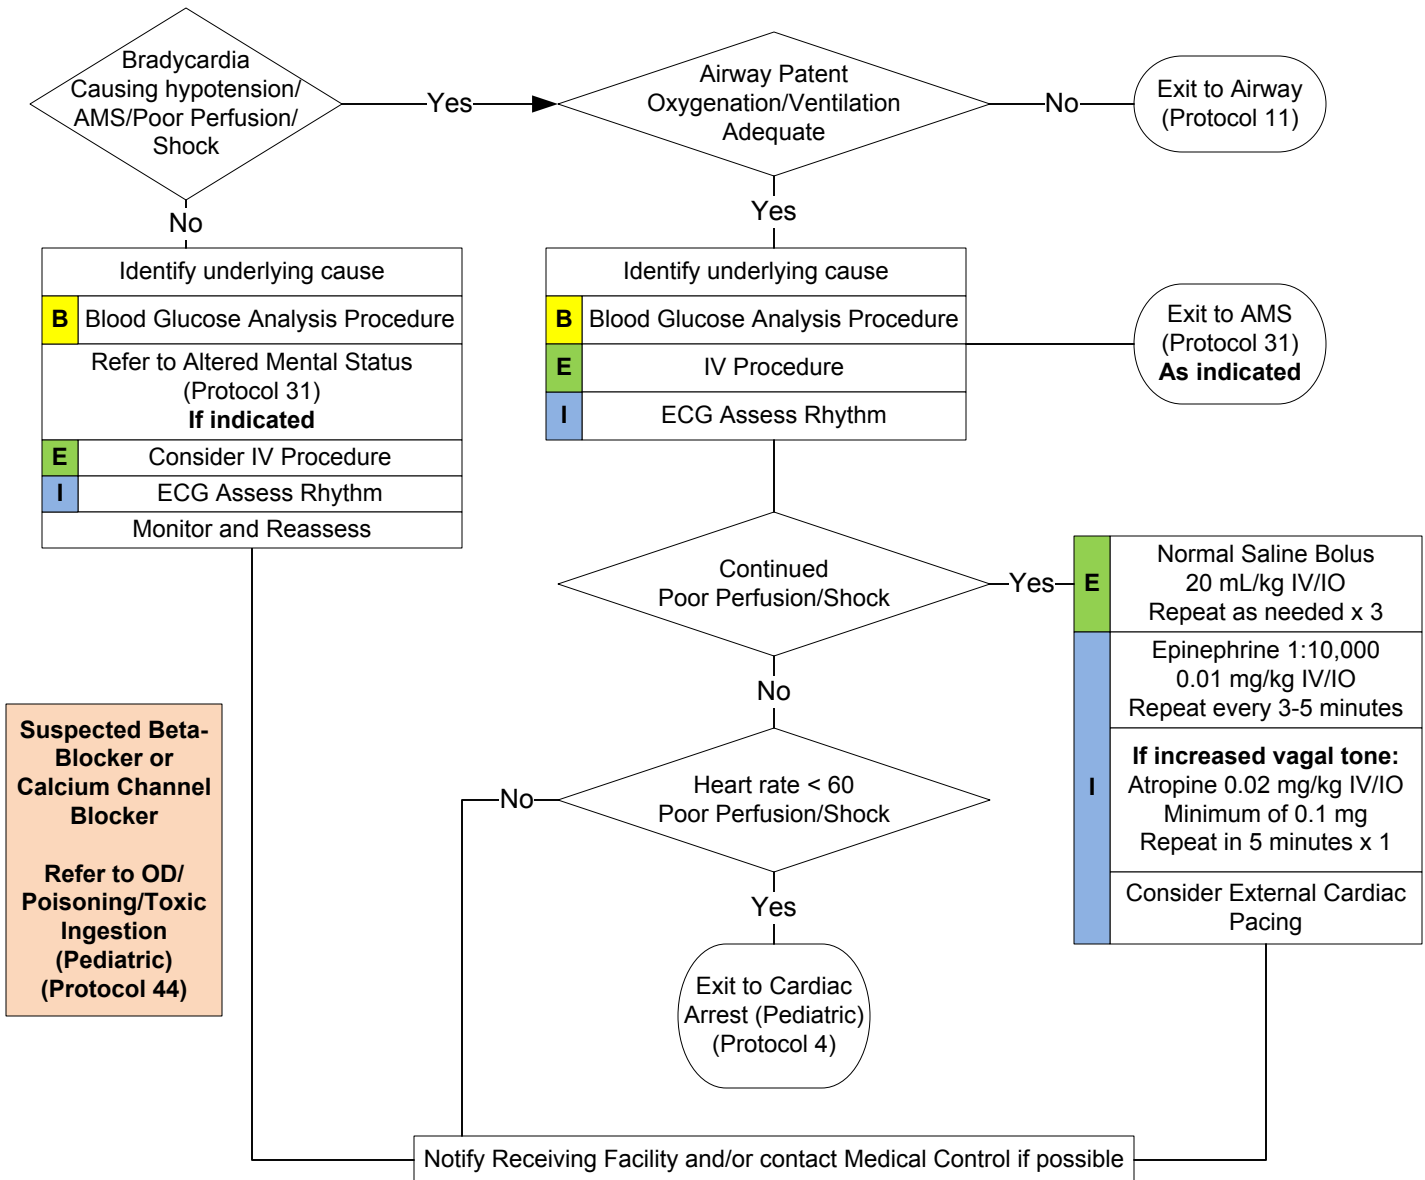 Bradycardia
Causing hypotension/
AMS/Poor Perfusion/
Shock
Yes
Airway Patent
Oxygenation/Ventilation
Adequate
No
Exit to Airway
(Protocol 11)
No
Yes
Identify underlying cause
B Blood Glucose Analysis Procedure
Refer to Altered Mental Status
(Protocol 31)
If indicated
E Consider IV Procedure
I ECG Assess Rhythm
Monitor and Reassess
Identify underlying cause
B Blood Glucose Analysis Procedure
E IV Procedure
I ECG Assess Rhythm
Exit to AMS
(Protocol 31)
As indicated
Continued
Poor Perfusion/Shock
Yes
E
Normal Saline Bolus
20 mL/kg IV/IO
Repeat as needed x 3
I
Epinephrine 1:10,000
0.01 mg/kg IV/IO
Repeat every 3-5 minutes
If increased vagal tone:
Atropine 0.02 mg/kg IV/IO
Minimum of 0.1 mg
Repeat in 5 minutes x 1
Consider External Cardiac
Pacing
No
Heart rate < 60
Poor Perfusion/Shock
No
Yes
Exit to Cardiac
Arrest (Pediatric)
(Protocol 4)
Suspected Beta-
Blocker or
Calcium Channel
Blocker
Refer to OD/
Poisoning/Toxic
Ingestion
(Pediatric)
(Protocol 44)
Notify Receiving Facility and/or contact Medical Control if possible